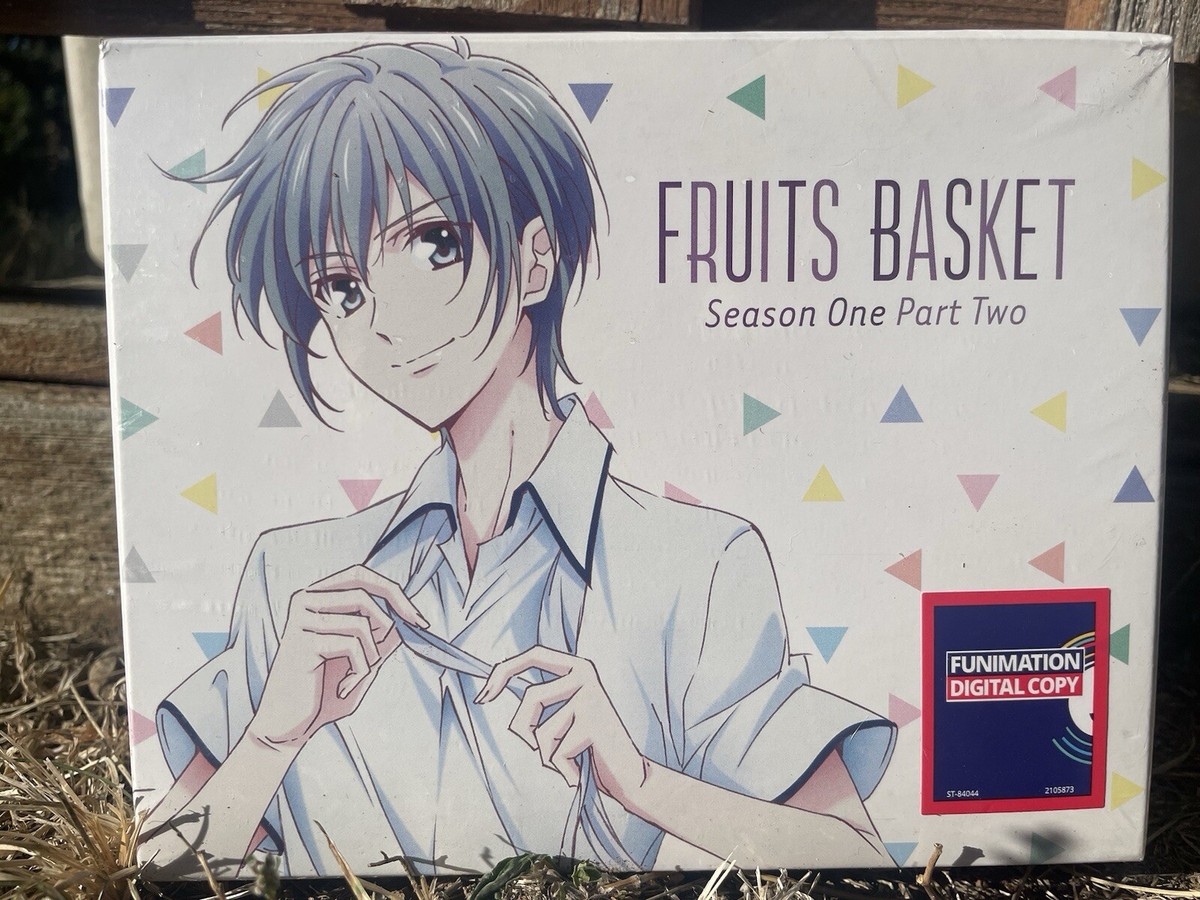 FRUITS BASKET
Season One Part Two
FUNIMATION
DIGITAL COPY
ST-84044
2105873